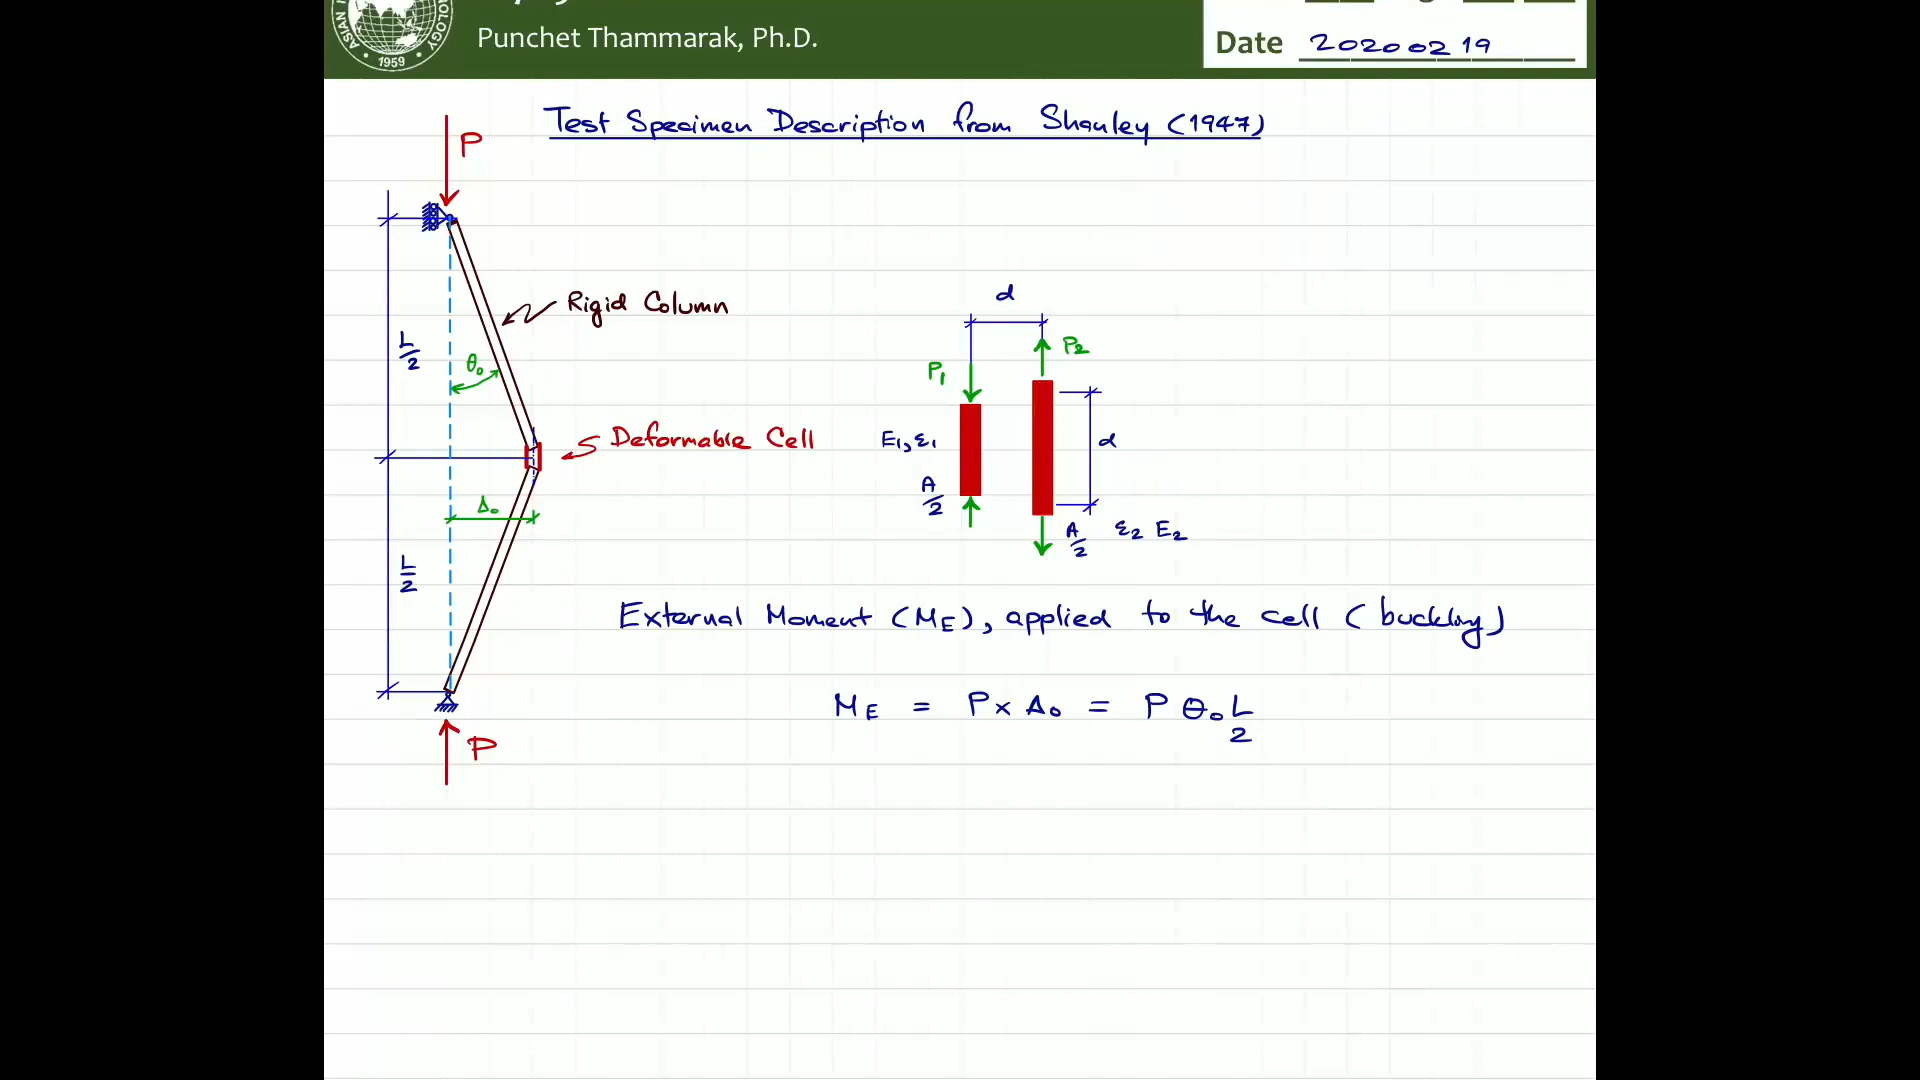 Punchet Thammarak, Ph.D.
Date 20200219
1959
Test Specimen Description from Shanley (1947)
P
Rigid Column
L/2
θ₀
Deformable Cell
Δ₀
L/2
P
d
P₁
P₂
E₁, ε₁
d
A/2
A/2 ε₂ E₂
External Moment (M_E), applied to the cell (buckling)
M_E = P x Δ₀ = P θ₀ L/2